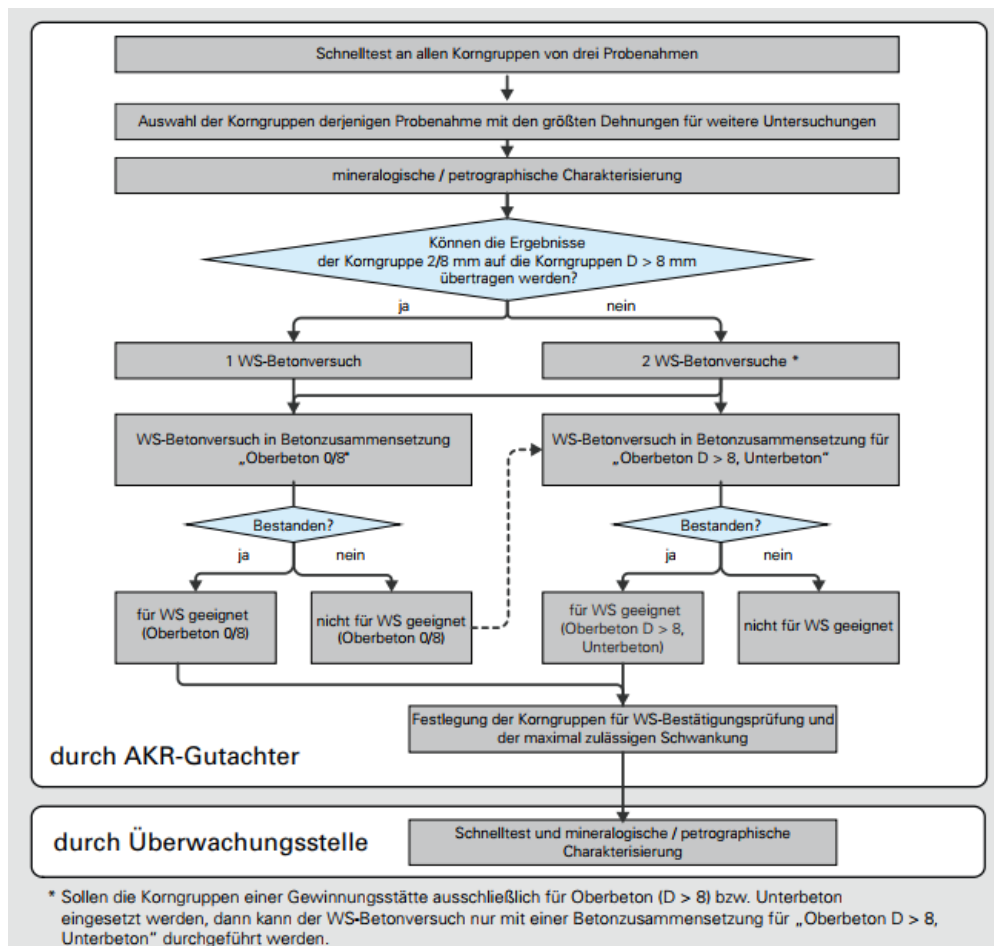 Schnelltest an allen Korngruppen von drei Probenahmen
Auswahl der Korngruppen derjenigen Probenahme mit den größten Dehnungen für weitere Untersuchungen
mineralogische / petrographische Charakterisierung
Können die Ergebnisse
der Korngruppe 2/8 mm auf die Korngruppen D > 8 mm
übertragen werden?
ja
nein
1 WS-Betonversuch
2 WS-Betonversuche *
WS-Betonversuch in Betonzusammensetzung
„Oberbeton 0/8"
WS-Betonversuch in Betonzusammensetzung für
„Oberbeton D > 8, Unterbeton"
Bestanden?
ja
nein
Bestanden?
ja
nein
für WS geeignet
(Oberbeton 0/8)
nicht für WS geeignet
(Oberbeton 0/8)
für WS geeignet
(Oberbeton D > 8,
Unterbeton)
nicht für WS geeignet
Festlegung der Korngruppen für WS-Bestätigungsprüfung und
der maximal zulässigen Schwankung
durch AKR-Gutachter
durch Überwachungsstelle
Schnelltest und mineralogische / petrographische
Charakterisierung
* Sollen die Korngruppen einer Gewinnungsstätte ausschließlich für Oberbeton (D > 8) bzw. Unterbeton
eingesetzt werden, dann kann der WS-Betonversuch nur mit einer Betonzusammensetzung für „Oberbeton D > 8,
Unterbeton" durchgeführt werden.